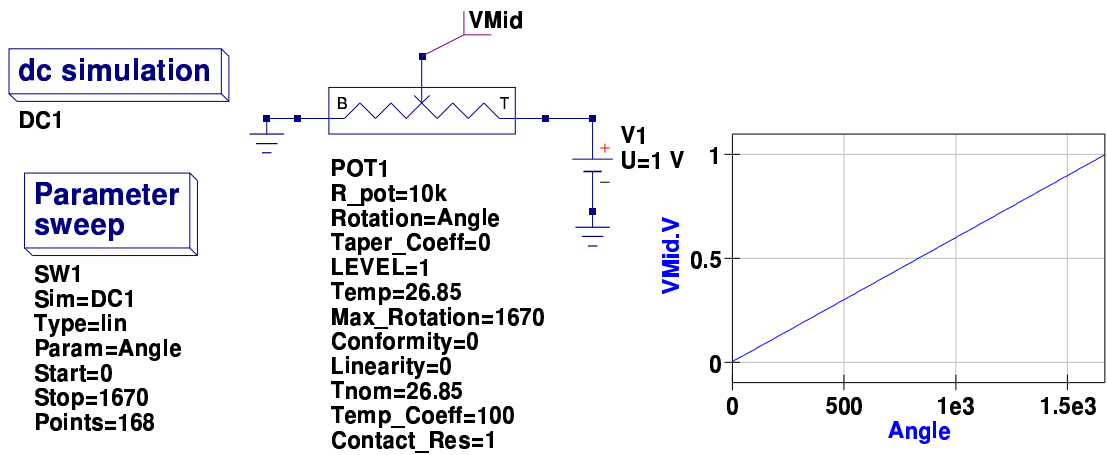 VMid
dc simulation
DC1
B
T
V1
+
U=1 V
−
Parameter
sweep
SW1
Sim=DC1
Type=lin
Param=Angle
Start=0
Stop=1670
Points=168
POT1
R_pot=10k
Rotation=Angle
Taper_Coeff=0
LEVEL=1
Temp=26.85
Max_Rotation=1670
Conformity=0
Linearity=0
Tnom=26.85
Temp_Coeff=100
Contact_Res=1
VMid.V
1
0.5
0
0 500 1e3 1.5e3
Angle